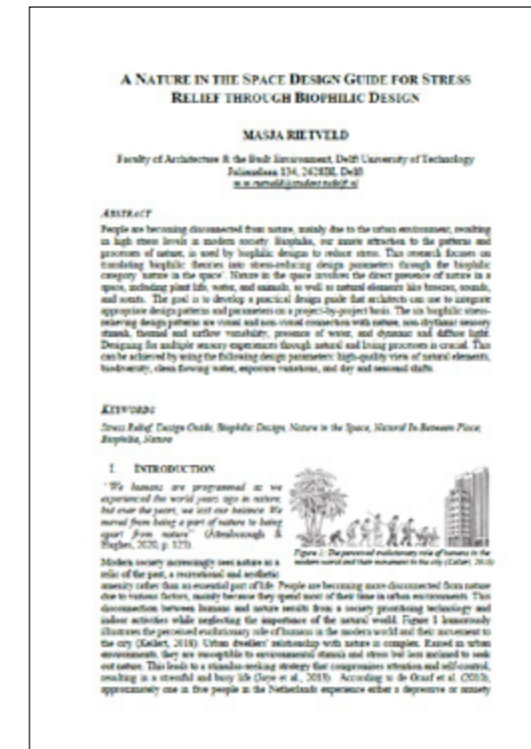 A NATURE IN THE SPACE DESIGN GUIDE FOR STRESS
RELIEF THROUGH BIOPHILIC DESIGN
MASJA RIETVELD
Faculty of Architecture & the Built Environment, Delft University of Technology
Julianalaan 134, 2628BL Delft
ABSTRACT
People are becoming disconnected from nature, mainly due to the urban environment, resulting
in high stress levels in modern society. Biophilia, our innate attraction to the patterns and
processes of nature, is used by biophilic designs to reduce stress. This research focuses on
translating biophilic theories into stress-reducing design parameters through the biophilic
category 'nature in the space'. Nature in the space involves the direct presence of nature in a
space, including plant life, water, and animals, as well as natural elements like breezes, sounds,
and scents. The goal is to develop a practical design guide that architects can use to integrate
appropriate design patterns and parameters on a project-by-project basis. The six biophilic stress-
relieving design patterns are visual and non-visual connection with nature, non-rhythmic sensory
stimuli, thermal and airflow variability, presence of water, and dynamic and diffuse light.
Designing for multiple sensory experiences through natural and living processes is crucial. This
can be achieved by using the following design parameters: high-quality view of natural elements,
biodiversity, clean flowing water, exposure variations, and day and seasonal shifts.
KEYWORDS
Stress Relief, Design Guide, Biophilic Design, Nature in the Space, Natural In-Between Place,
Biophilia, Nature
I. INTRODUCTION
"We humans are programmed as we
experienced the world years ago in nature,
but over the years, we lost our balance. We
moved from being a part of nature to being
apart from nature" (Attenborough &
Hughes, 2020, p. 125).
Figure 1: The perceived evolutionary role of humans in the
modern world and their movement to the city (Kellert, 2018)
Modern society increasingly sees nature as a
relic of the past, a recreational and aesthetic
amenity rather than an essential part of life. People are becoming more disconnected from nature
due to various factors, mainly because they spend most of their time in urban environments. This
disconnection between humans and nature results from a society prioritising technology and
indoor activities while neglecting the importance of the natural world. Figure 1 humorously
illustrates the perceived evolutionary role of humans in the modern world and their movement to
the city (Kellert, 2018). Urban dwellers' relationship with nature is complex. Raised in urban
environments, they are susceptible to environmental stimuli and stress but less inclined to seek
out nature. This leads to a stimulus-seeking strategy that compromises attention and self-control,
resulting in a stressful and busy life (Joye et al., 2015). According to de Graaf et al. (2010),
approximately one in five people in the Netherlands experience either a depressive or anxiety